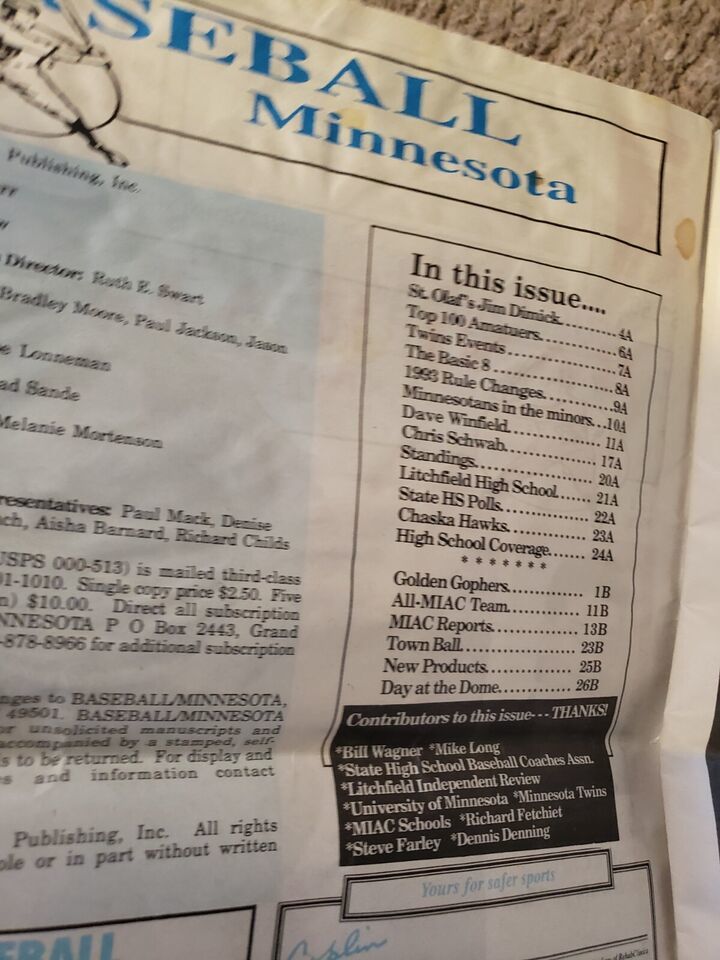 SEBALL
Minnesota
Publishing, Inc.
Director: Ruth E. Swart
Bradley Moore, Paul Jackson, Jason
Lonneman
Sande
Melanie Mortenson
resentatives: Paul Mack, Denise
ch, Aisha Barnard, Richard Childs
USPS 000-513) is mailed third-class
01-1010. Single copy price $2.50. Five
n) $10.00. Direct all subscription
NNESOTA P O Box 2443, Grand
-878-8966 for additional subscription
nges to BASEBALL/MINNESOTA,
49501. BASEBALL/MINNESOTA
or unsolicited manuscripts and
accompanied by a stamped, self-
s to be returned. For display and
s and information contact
Publishing, Inc. All rights
ole or in part without written
In this issue....
St. Olaf's Jim Dimick..........4A
Top 100 Amatuers............6A
Twins Events................7A
The Basic 8..................8A
1993 Rule Changes..........9A
Minnesotans in the minors...10A
Dave Winfield...............11A
Chris Schwab...............17A
Standings...................20A
Litchfield High School......21A
State HS Polls...............22A
Chaska Hawks..............23A
High School Coverage......24A
* * * * * * *
Golden Gophers.............1B
All-MIAC Team.............11B
MIAC Reports..............13B
Town Ball..................23B
New Products..............25B
Day at the Dome............26B
Contributors to this issue---THANKS!
*Bill Wagner *Mike Long
*State High School Baseball Coaches Assn.
*Litchfield Independent Review
*University of Minnesota *Minnesota Twins
*MIAC Schools *Richard Fetchiet
*Steve Farley *Dennis Denning
Yours for safer sports